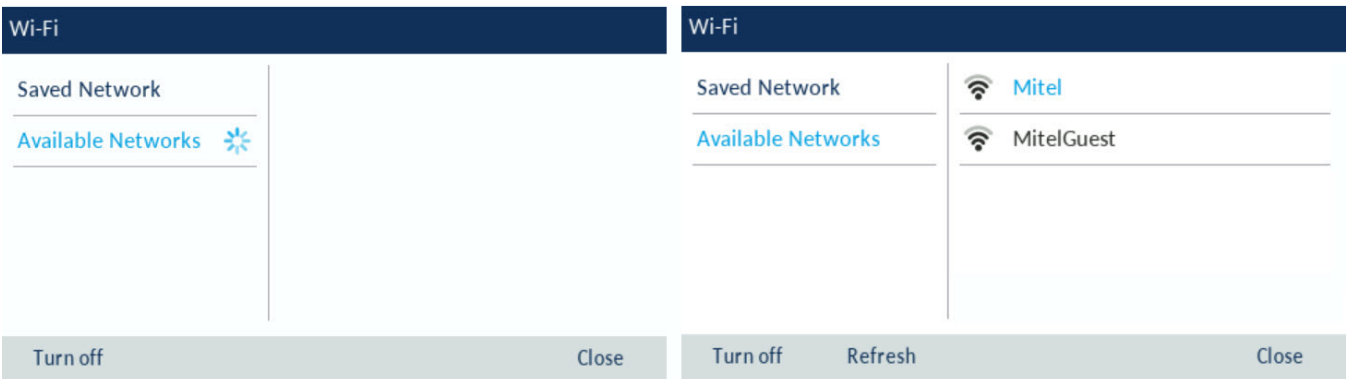 Wi-Fi
Saved Network
Available Networks
Turn off Close
Wi-Fi
Saved Network Mitel
Available Networks MitelGuest
Turn off Refresh Close